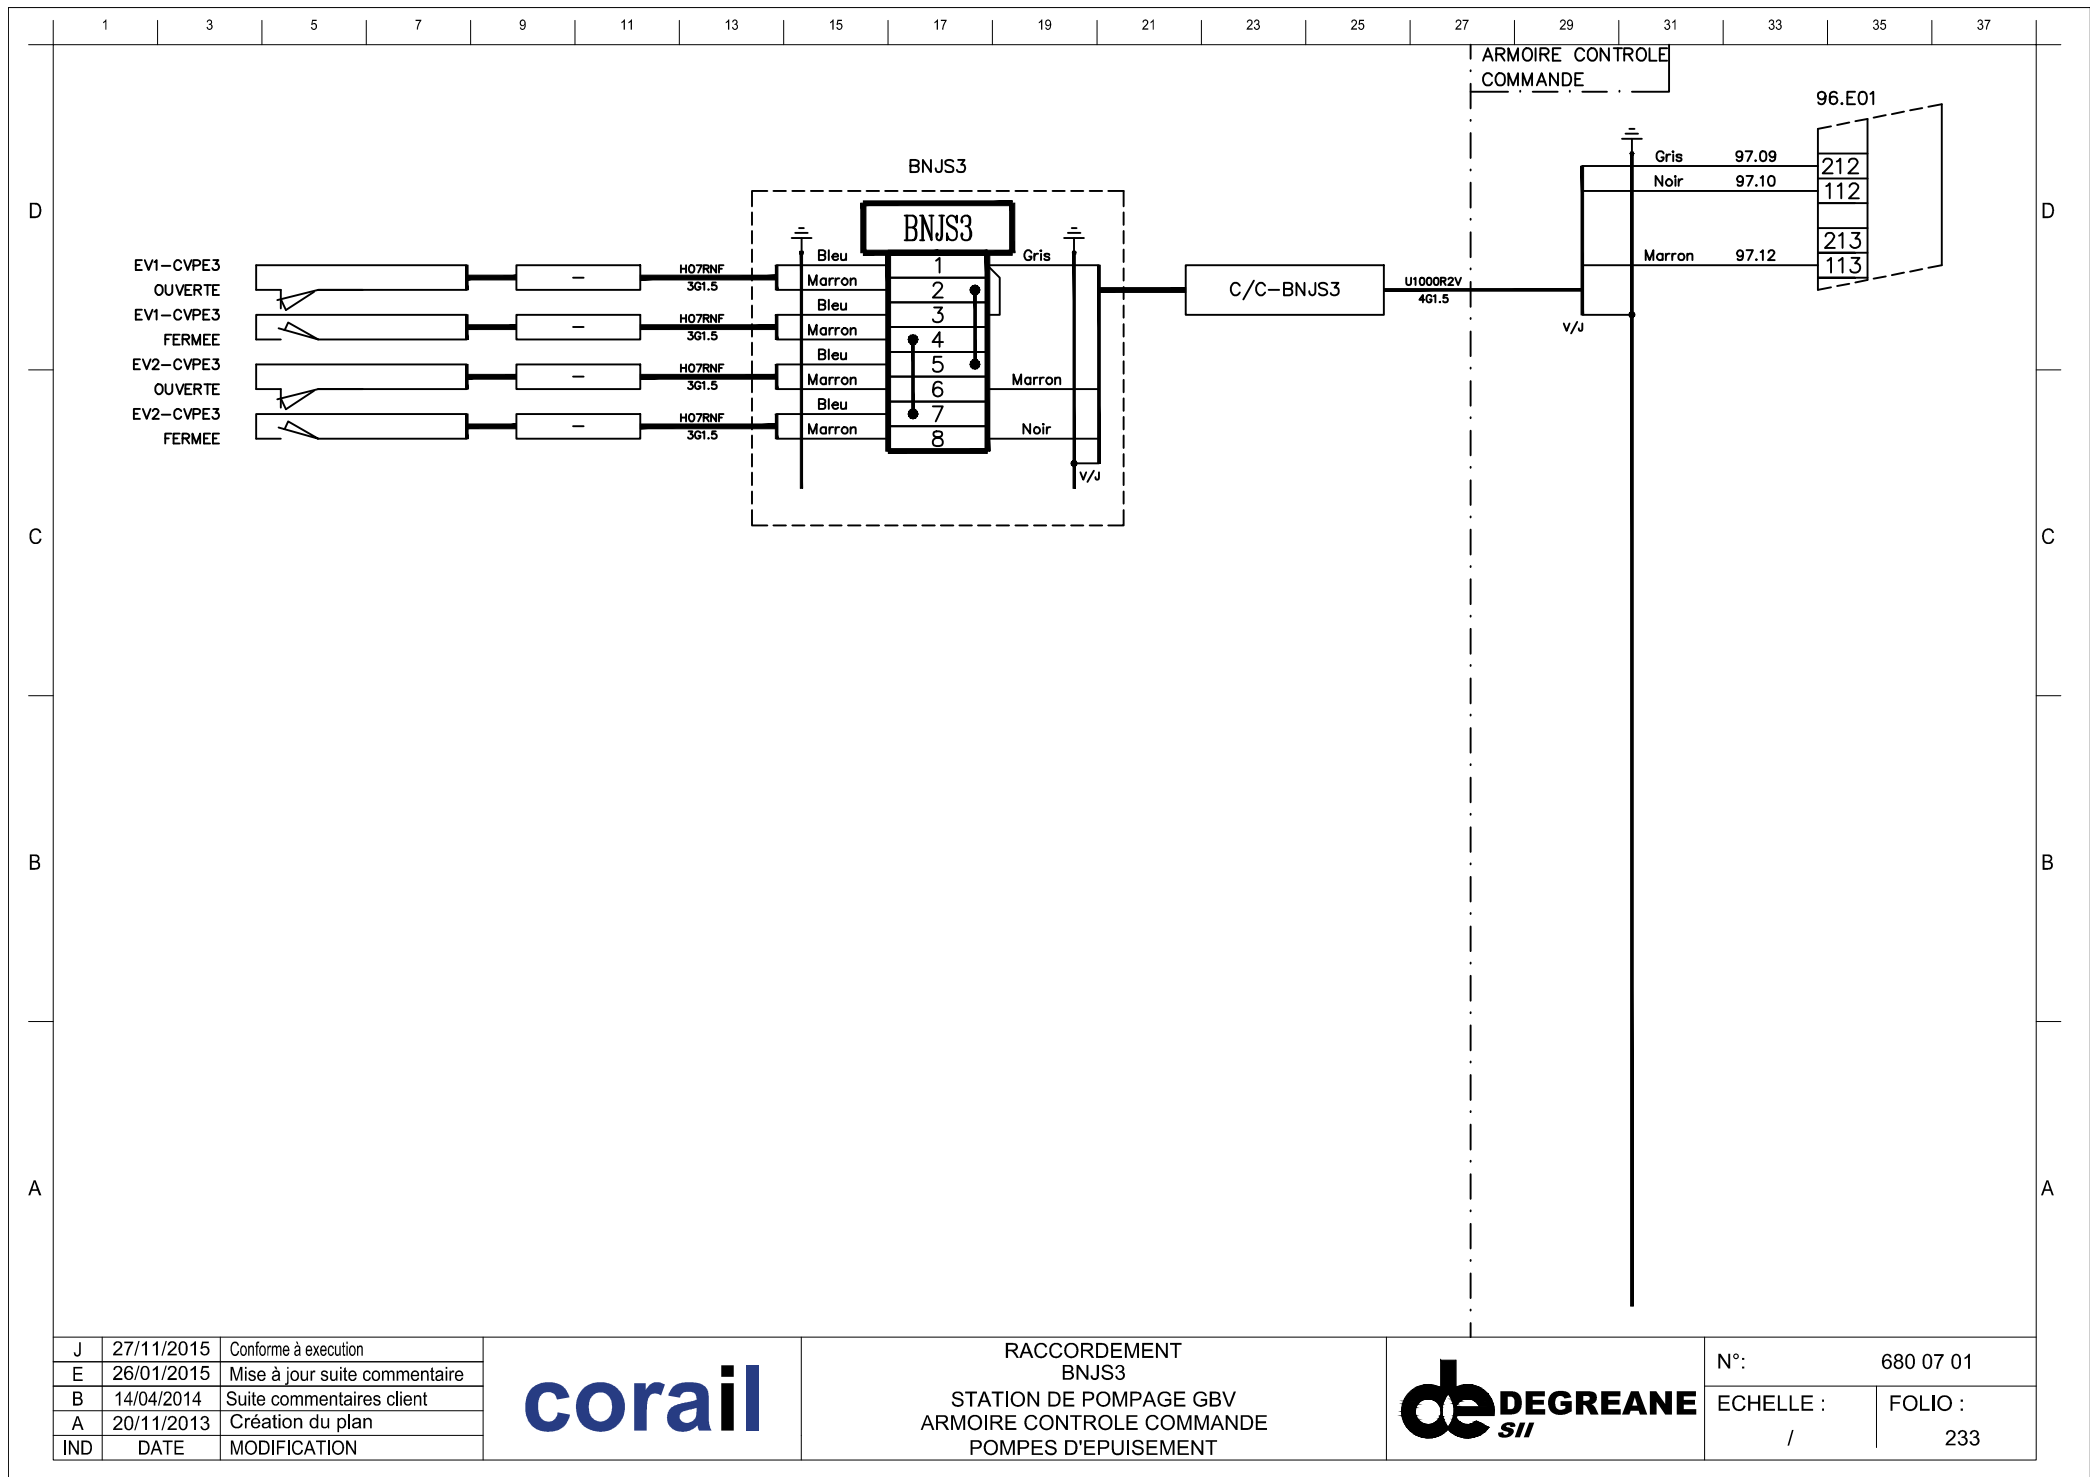 1 3 5 7 9 11 13 15 17 19 21 23 25 27 29 31 33 35 37
ARMOIRE CONTROLE
COMMANDE
96.E01
BNJS3
Gris 97.09 212
Noir 97.10 112
213
Marron 97.12 113
D D
BNJS3
EV1-CVPE3
OUVERTE
- H07RNF
3G1.5
Bleu 1 Gris
Marron 2
EV1-CVPE3
FERMEE
- H07RNF
3G1.5
Bleu 3
Marron 4
EV2-CVPE3
OUVERTE
- H07RNF
3G1.5
Bleu 5
Marron 6 Marron
EV2-CVPE3
FERMEE
- H07RNF
3G1.5
Bleu 7
Marron 8 Noir
V/J
C/C-BNJS3
U1000R2V
4G1.5
V/J
C C
B B
A A
J 27/11/2015 Conforme à execution
E 26/01/2015 Mise à jour suite commentaire
B 14/04/2014 Suite commentaires client
A 20/11/2013 Création du plan
IND DATE MODIFICATION
corail
RACCORDEMENT
BNJS3
STATION DE POMPAGE GBV
ARMOIRE CONTROLE COMMANDE
POMPES D'EPUISEMENT
de DEGREANE
SII
N°: 680 07 01
ECHELLE :
/
FOLIO :
233